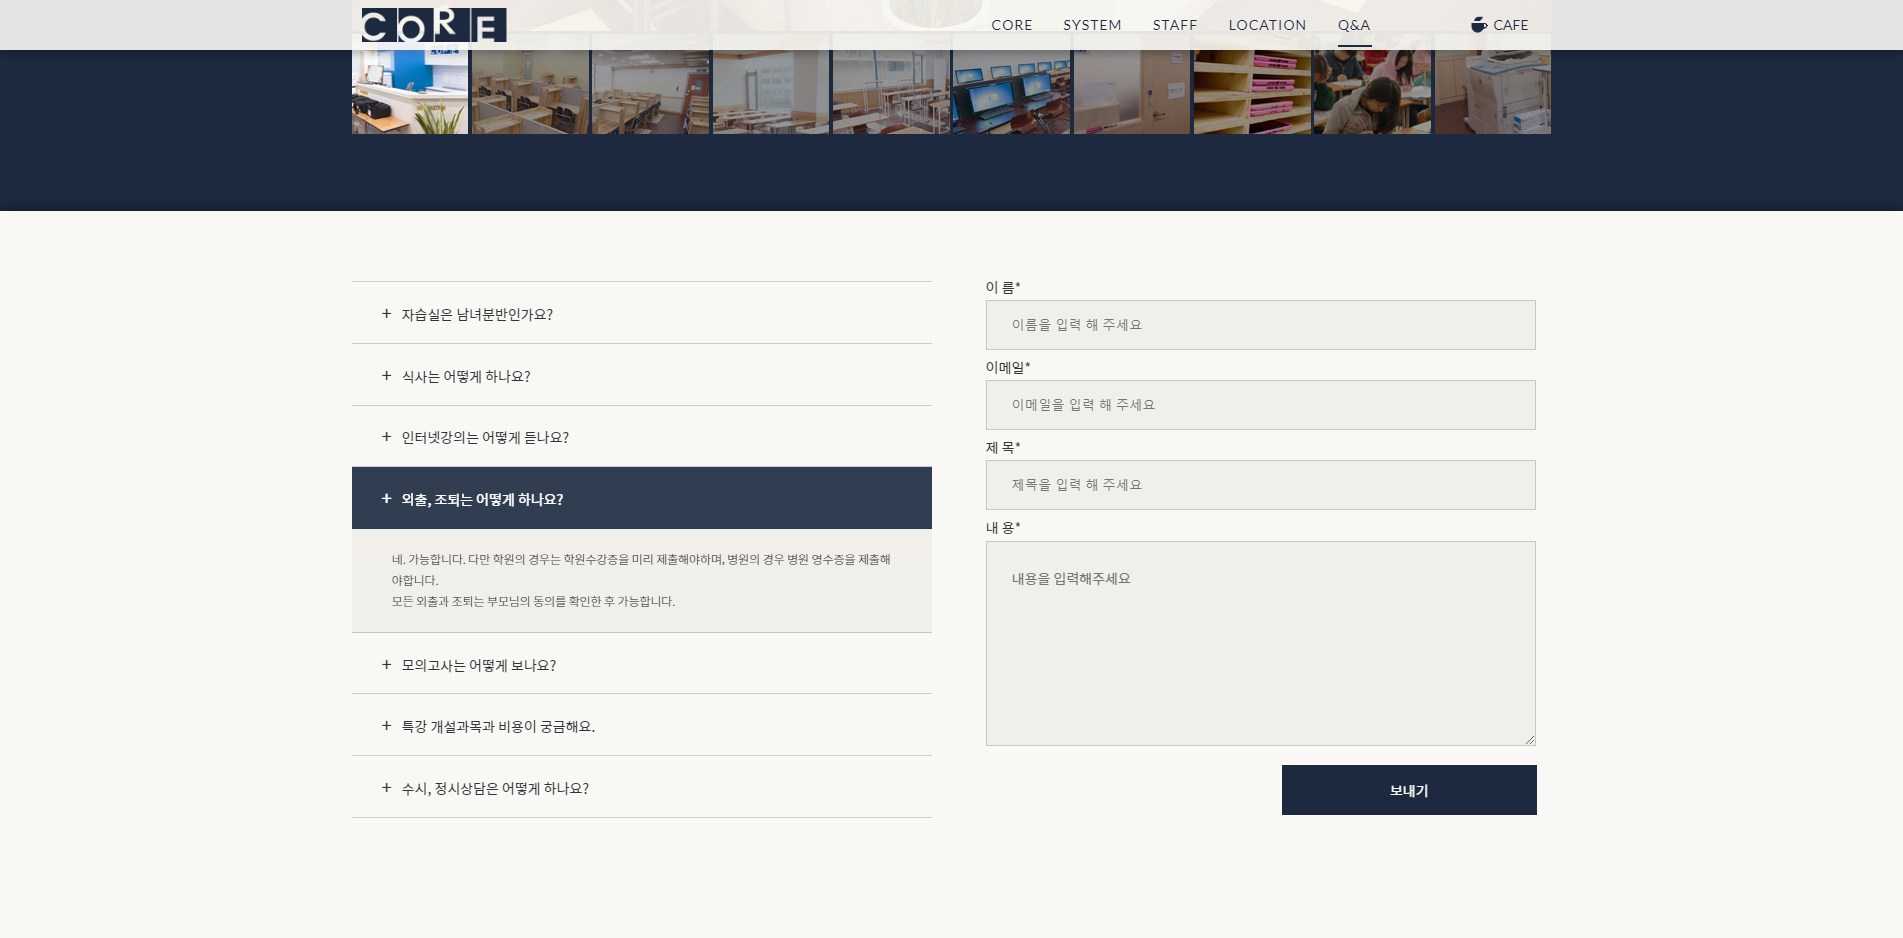 CORE
CORE SYSTEM STAFF LOCATION Q&A CAFE
+ 자습실은 남녀분반인가요?
+ 식사는 어떻게 하나요?
+ 인터넷강의는 어떻게 듣나요?
+ 외출, 조퇴는 어떻게 하나요?
네. 가능합니다. 다만 학원의 경우는 학원수강증을 미리 제출해야하며, 병원의 경우 병원 영수증을 제출해
야합니다.
모든 외출과 조퇴는 부모님의 동의를 확인한 후 가능합니다.
+ 모의고사는 어떻게 보나요?
+ 특강 개설과목과 비용이 궁금해요.
+ 수시, 정시상담은 어떻게 하나요?
이 름*
이름을 입력 해 주세요
이메일*
이메일을 입력 해 주세요
제 목*
제목을 입력 해 주세요
내 용*
내용을 입력해주세요
보내기